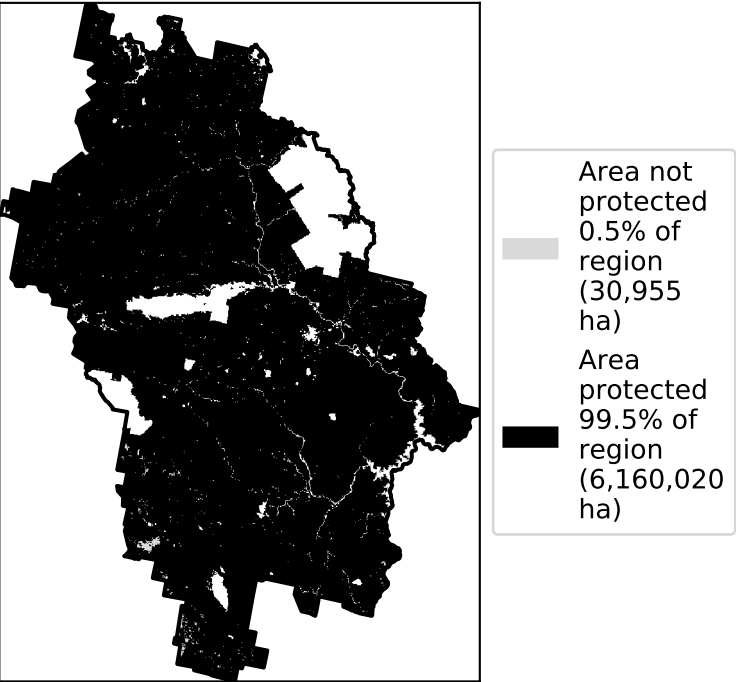 Area not
protected
0.5% of
region
(30,955
ha)
Area
protected
99.5% of
region
(6,160,020
ha)